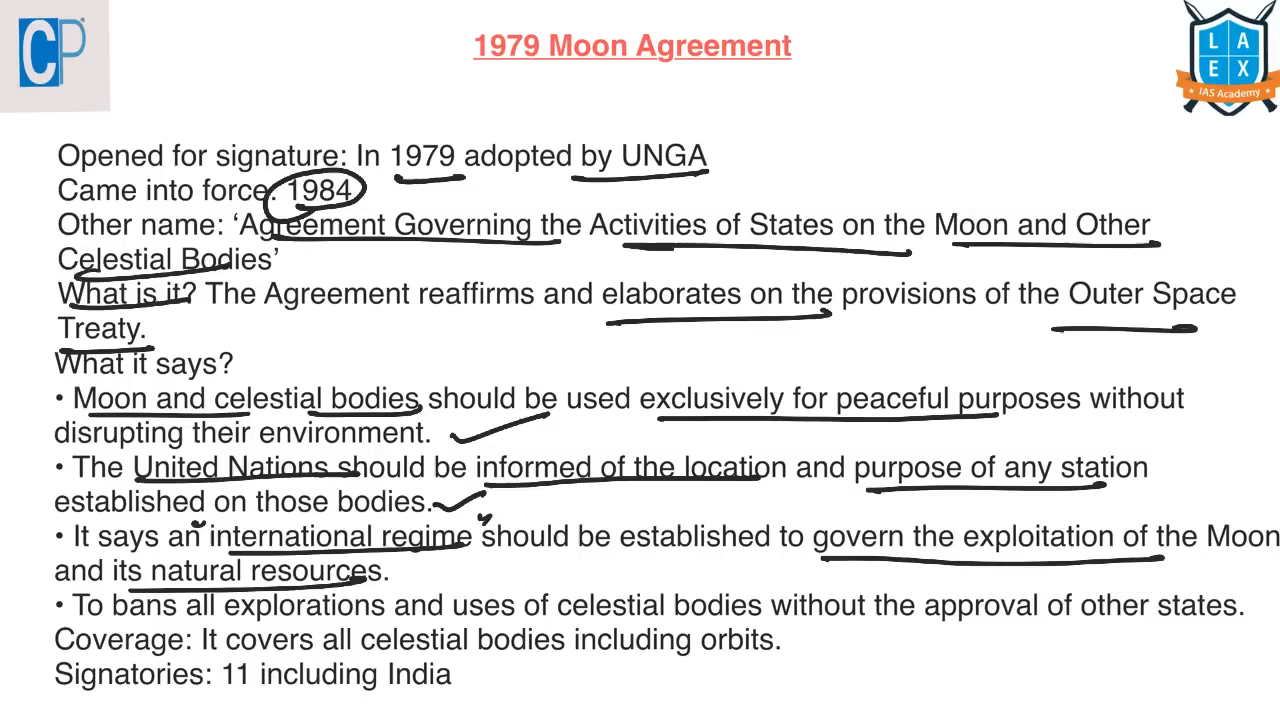 CP
1979 Moon Agreement
L A
E X
IAS Academy
Opened for signature: In 1979 adopted by UNGA
Came into force: 1984
Other name: ‘Agreement Governing the Activities of States on the Moon and Other
Celestial Bodies’
What is it? The Agreement reaffirms and elaborates on the provisions of the Outer Space
Treaty.
What it says?
• Moon and celestial bodies should be used exclusively for peaceful purposes without
disrupting their environment.
• The United Nations should be informed of the location and purpose of any station
established on those bodies.
• It says an international regime should be established to govern the exploitation of the Moon
and its natural resources.
• To bans all explorations and uses of celestial bodies without the approval of other states.
Coverage: It covers all celestial bodies including orbits.
Signatories: 11 including India